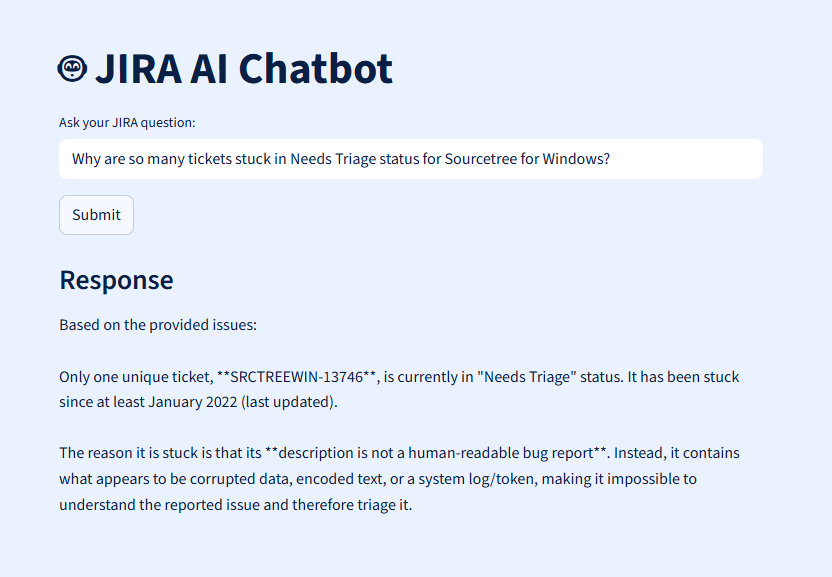 JIRA AI Chatbot
Ask your JIRA question:
Why are so many tickets stuck in Needs Triage status for Sourcetree for Windows?
Submit
Response
Based on the provided issues:
Only one unique ticket, **SRCTREEWIN-13746**, is currently in "Needs Triage" status. It has been stuck
since at least January 2022 (last updated).
The reason it is stuck is that its **description is not a human-readable bug report**. Instead, it contains
what appears to be corrupted data, encoded text, or a system log/token, making it impossible to
understand the reported issue and therefore triage it.